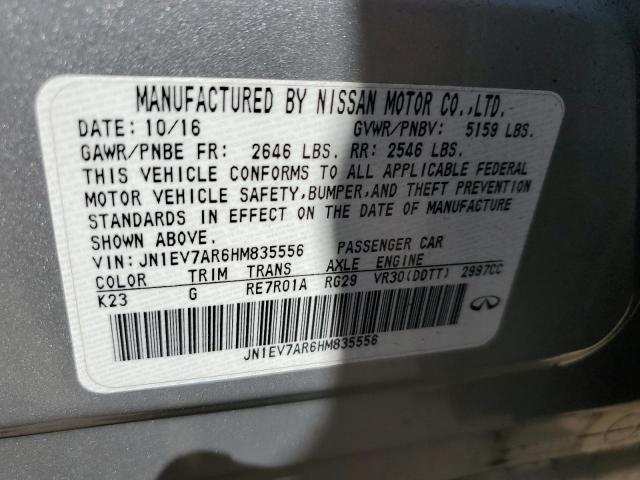 MANUFACTURED BY NISSAN MOTOR CO.,LTD.
DATE: 10/16 GVWR/PNBV: 5159 LBS.
GAWR/PNBE FR: 2646 LBS. RR: 2546 LBS.
THIS VEHICLE CONFORMS TO ALL APPLICABLE FEDERAL
MOTOR VEHICLE SAFETY,BUMPER,AND THEFT PREVENTION
STANDARDS IN EFFECT ON THE DATE OF MANUFACTURE
SHOWN ABOVE.
VIN: JN1EV7AR6HM835556 PASSENGER CAR
COLOR TRIM TRANS AXLE ENGINE
K23 G RE7R01A RG29 VR30(DDTT) 2997CC
JN1EV7AR6HM835556